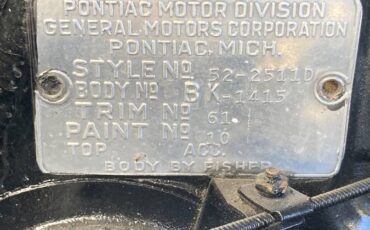 PONTIAC MOTOR DIVISION
GENERAL MOTORS CORPORATION
PONTIAC, MICH.
STYLE NO 52-2511D
BODY NO BK-1415
TRIM NO 61
PAINT NO 10
TOP ACC.
BODY BY FISHER